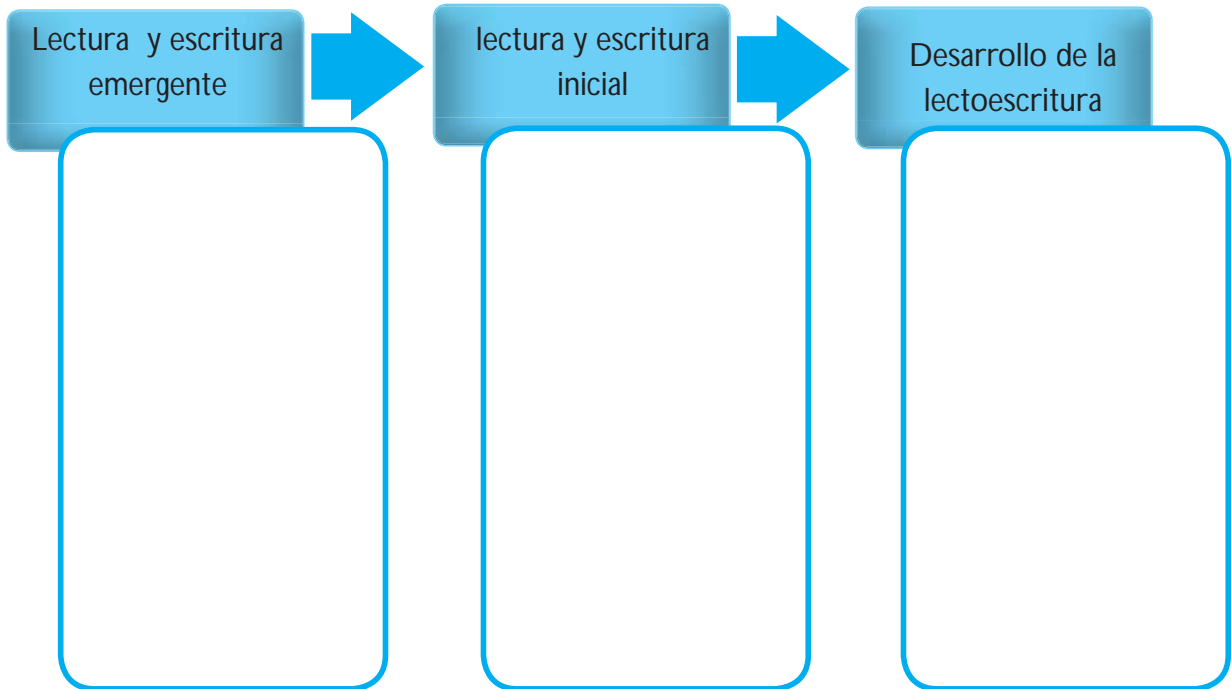 Lectura y escritura
emergente
lectura y escritura
inicial
Desarrollo de la
lectoescritura